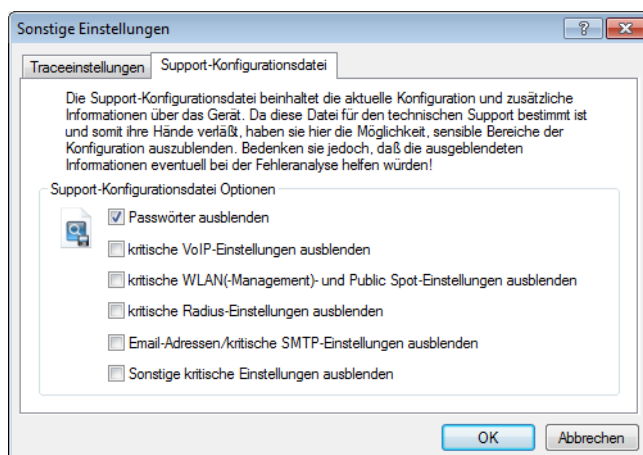 Sonstige Einstellungen
Traceeinstellungen
Support-Konfigurationsdatei
Die Support-Konfigurationsdatei beinhaltet die aktuelle Konfiguration und zusätzliche
Informationen über das Gerät. Da diese Datei für den technischen Support bestimmt ist
und somit ihre Hände verläßt, haben sie hier die Möglichkeit, sensible Bereiche der
Konfiguration auszublenden. Bedenken sie jedoch, daß die ausgeblendeten
Informationen eventuell bei der Fehleranalyse helfen würden!
Support-Konfigurationsdatei Optionen
Passwörter ausblenden
kritische VoIP-Einstellungen ausblenden
kritische WLAN(-Management)- und Public Spot-Einstellungen ausblenden
kritische Radius-Einstellungen ausblenden
Email-Adressen/kritische SMTP-Einstellungen ausblenden
Sonstige kritische Einstellungen ausblenden
OK
Abbrechen